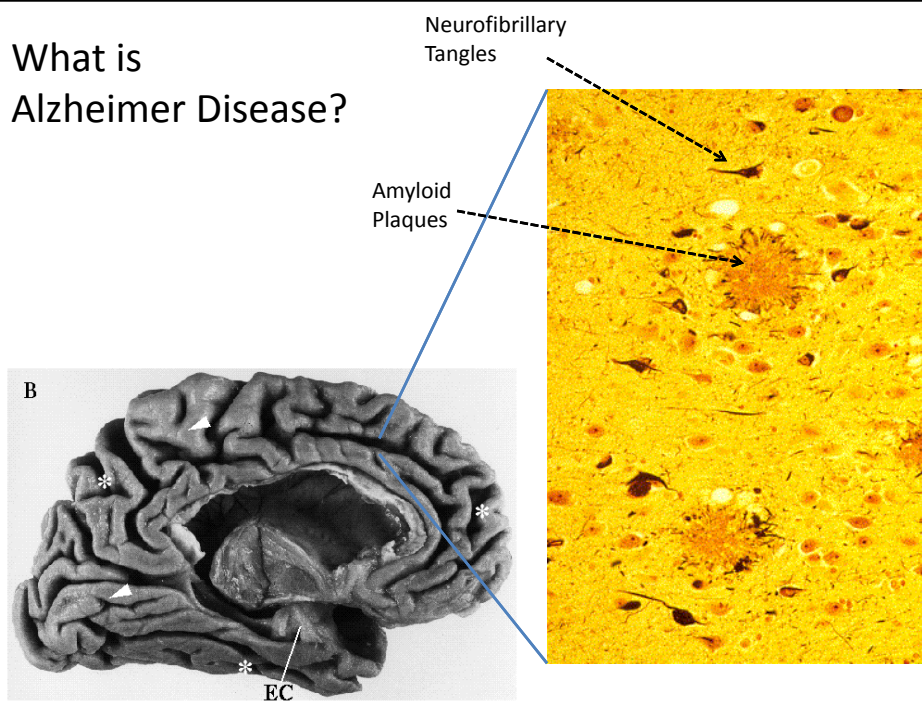 What is
Alzheimer Disease?
Neurofibrillary
Tangles
Amyloid
Plaques
B
*
*
*
EC